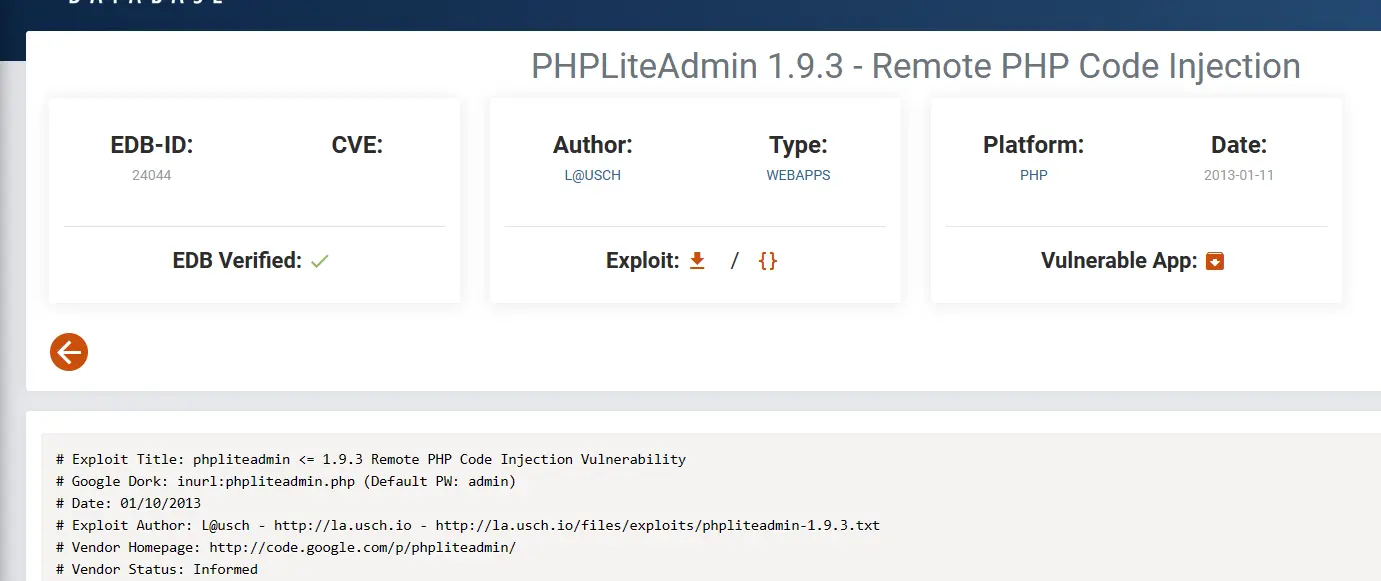 DATABASE
PHPLiteAdmin 1.9.3 - Remote PHP Code Injection
EDB-ID:
24044
CVE:
EDB Verified:
Author:
L@USCH
Type:
WEBAPPS
Exploit: / {}
Platform:
PHP
Date:
2013-01-11
Vulnerable App:
# Exploit Title: phpliteadmin <= 1.9.3 Remote PHP Code Injection Vulnerability
# Google Dork: inurl:phpliteadmin.php (Default PW: admin)
# Date: 01/10/2013
# Exploit Author: L@usch - http://la.usch.io - http://la.usch.io/files/exploits/phpliteadmin-1.9.3.txt
# Vendor Homepage: http://code.google.com/p/phpliteadmin/
# Vendor Status: Informed